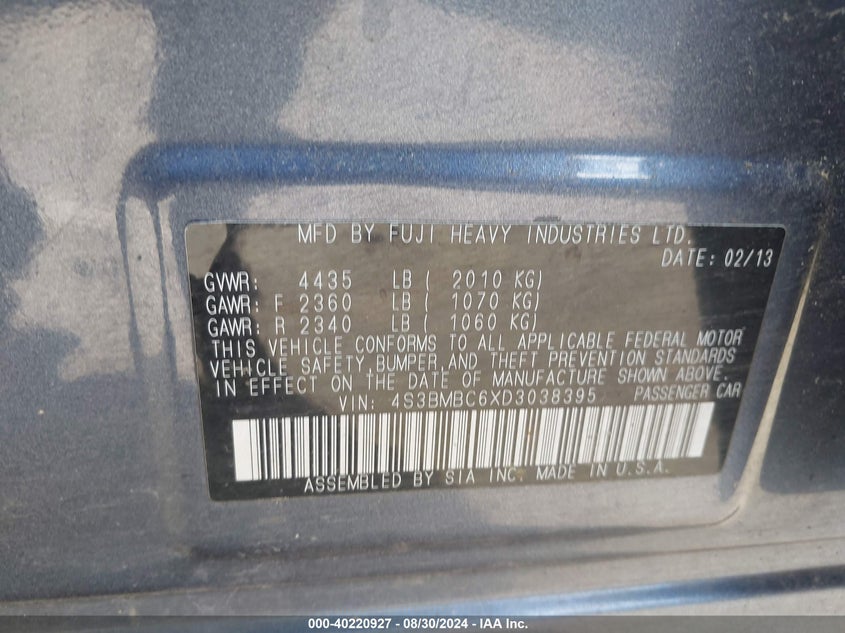 MFD BY FUJI HEAVY INDUSTRIES LTD.
DATE: 02/13
GVWR: 4435 LB ( 2010 KG)
GAWR: F 2360 LB ( 1070 KG)
GAWR: R 2340 LB ( 1060 KG)
THIS VEHICLE CONFORMS TO ALL APPLICABLE FEDERAL MOTOR
VEHICLE SAFETY,BUMPER,AND THEFT PREVENTION STANDARDS
IN EFFECT ON THE DATE OF MANUFACTURE SHOWN ABOVE.
VIN: 4S3BMBC6XD3038395 PASSENGER CAR
ASSEMBLED BY SIA INC. MADE IN U.S.A.
000-40220927 - 08/30/2024 - IAA Inc.